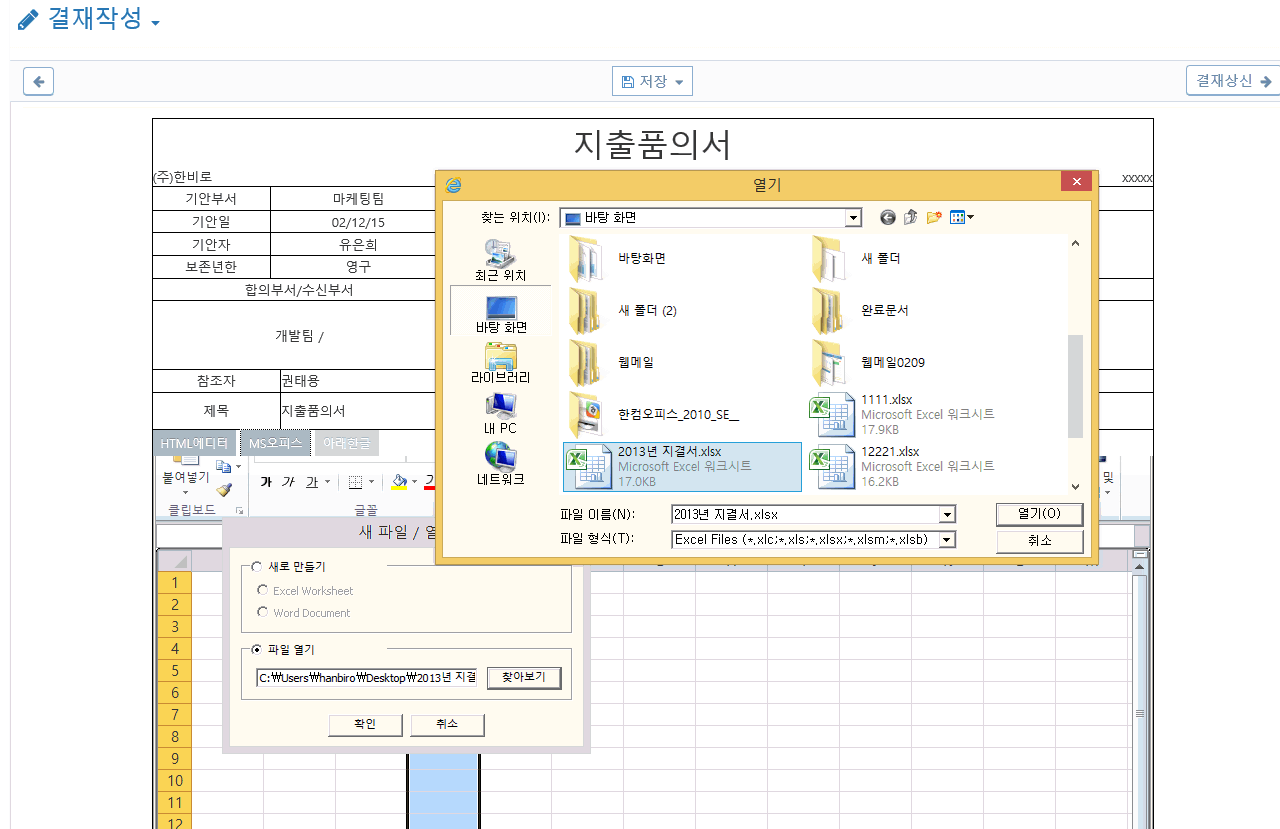 결재작성
저장
결재상신
지출품의서
(주)한비로
xxxxx
기안부서 마케팅팀
기안일 02/12/15
기안자 유은희
보존년한 영구
합의부서/수신부서
개발팀 /
참조자 권태용
제목 지출품의서
HTML에디터 MS오피스 아래한글
붙여넣기
가 가 가
클립보드 글꼴
및
열기
찾는 위치(I): 바탕 화면
최근 위치
바탕 화면
라이브러리
내 PC
네트워크
바탕화면
새 폴더
새 폴더 (2)
완료문서
웹메일
웹메일0209
한컴오피스_2010_SE__
1111.xlsx
Microsoft Excel 워크시트
17.9KB
2013년 지결서.xlsx
Microsoft Excel 워크시트
17.0KB
12221.xlsx
Microsoft Excel 워크시트
16.2KB
파일 이름(N): 2013년 지결서.xlsx 열기(O)
파일 형식(T): Excel Files (*.xlc;*.xls;*.xlsx;*.xlsm;*.xlsb) 취소
새 파일 /
새로 만들기
Excel Worksheet
Word Document
파일 열기
C:₩Users₩hanbiro₩Desktop₩2013년 지결 찾아보기
확인 취소
1
2
3
4
5
6
7
8
9
10
11
12